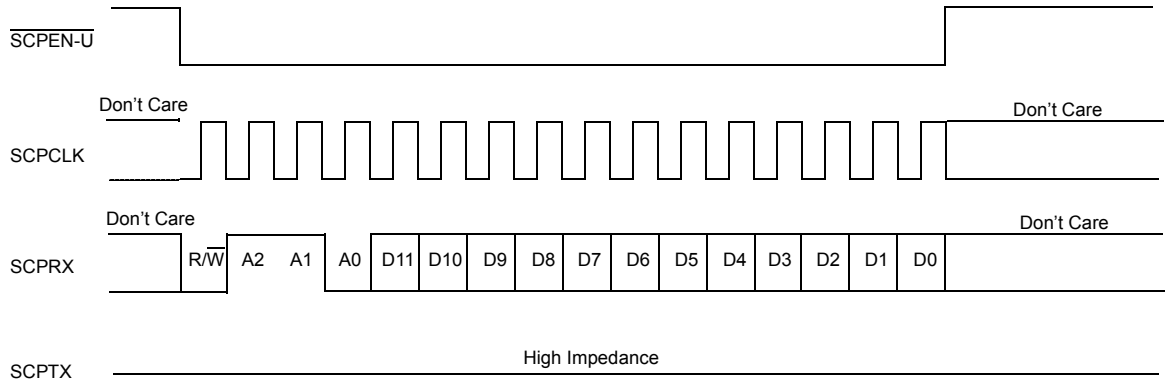 SCPEN-U
Don't Care
Don't Care
SCPCLK
Don't Care
Don't Care
SCPRX
R/W A2 A1 A0 D11 D10 D9 D8 D7 D6 D5 D4 D3 D2 D1 D0
High Impedance
SCPTX